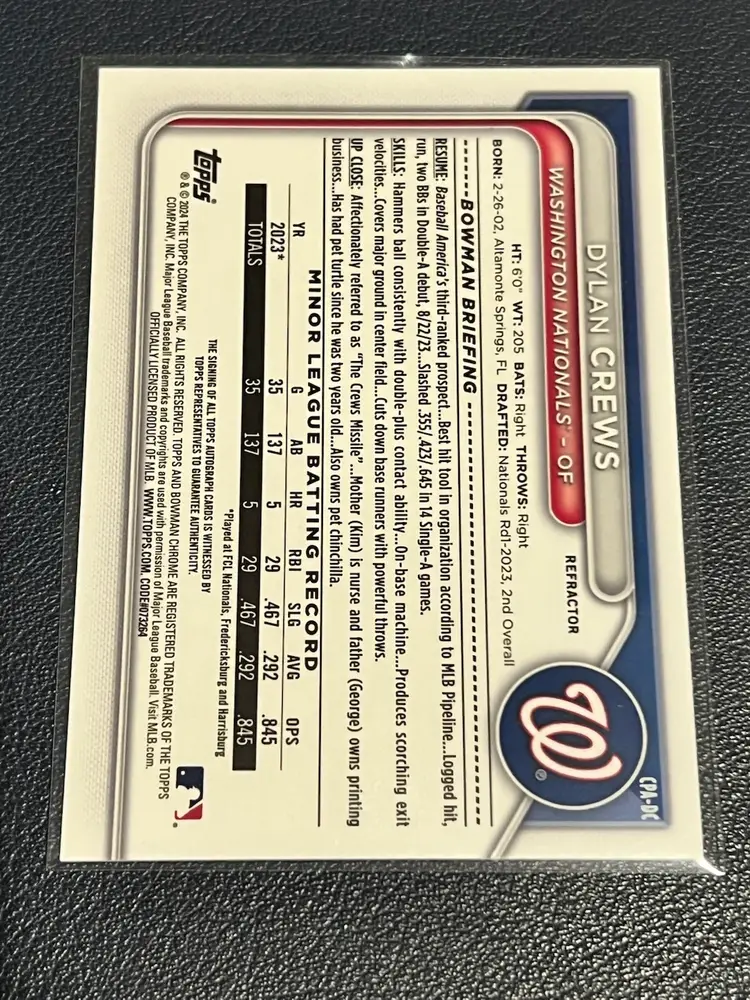 CPA-DC
DYLAN CREWS
WASHINGTON NATIONALS® - OF
REFRACTOR
HT: 6'0" WT: 205 BATS: Right THROWS: Right
BORN: 2-26-02, Altamonte Springs, FL DRAFTED: Nationals Rd1-2023, 2nd Overall
W®
BOWMAN BRIEFING
RESUME: Baseball America's third-ranked prospect...Best hit tool in organization according to MLB Pipeline...Logged hit,
run, two BBs in Double-A debut, 8/22/23...Slashed .355/.423/.645 in 14 Single-A games.
SKILLS: Hammers ball consistently with double-plus contact ability...On-base machine...Produces scorching exit
velocities...Covers major ground in center field...Cuts down base runners with powerful throws.
UP CLOSE: Affectionately referred to as "The Crews Missile"...Mother (Kim) is nurse and father (George) owns printing
business...Has had pet turtle since he was two years old...Also owns pet chinchilla.
MINOR LEAGUE BATTING RECORD
YR G AB HR RBI SLG AVG OPS
2023* 35 137 5 29 .467 .292 .845
TOTALS 35 137 5 29 .467 .292 .845
*Played at FCL Nationals, Fredericksburg and Harrisburg
THE SIGNING OF ALL TOPPS AUTOGRAPH CARDS IS WITNESSED BY
TOPPS REPRESENTATIVES TO GUARANTEE AUTHENTICITY.
topps®
® & © 2024 THE TOPPS COMPANY, INC. ALL RIGHTS RESERVED. TOPPS AND BOWMAN CHROME ARE REGISTERED TRADEMARKS OF THE TOPPS
COMPANY, INC. Major League Baseball trademarks and copyrights are used with permission of Major League Baseball. Visit MLB.com.
OFFICIALLY LICENSED PRODUCT OF MLB. WWW.TOPPS.COM. CODE#073264